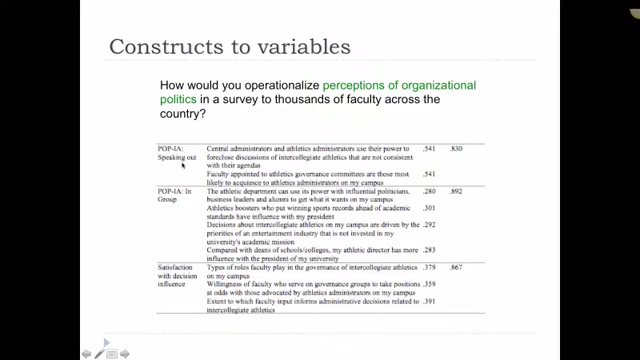 Constructs to variables
How would you operationalize perceptions of organizational
politics in a survey to thousands of faculty across the
country?
POP-IA: Central administrators and athletics administrators use their power to .541 .830
Speaking out foreclose discussions of intercollegiate athletics that are not consistent
with their agendas
Faculty appointed to athletics governance committees are those most .541
likely to acquiesce to athletics administrators on my campus
POP-IA: In The athletic department can use its power with influential politicians, .280 .892
Group business leaders and alumni to get what it wants on my campus
Athletics boosters who put winning sports records ahead of academic .301
standards have influence with my president
Decisions about intercollegiate athletics on my campus are driven by the .292
priorities of an entertainment industry that is not invested in my
university's academic mission
Compared with deans of schools/colleges, my athletic director has more .283
influence with the president of my university
Satisfaction Types of roles faculty play in the governance of intercollegiate athletics .379 .867
with decision on my campus
influence Willingness of faculty who serve on governance groups to take positions .359
at odds with those advocated by athletics administrators on my campus
Extent to which faculty input informs administrative decisions related to .391
intercollegiate athletics